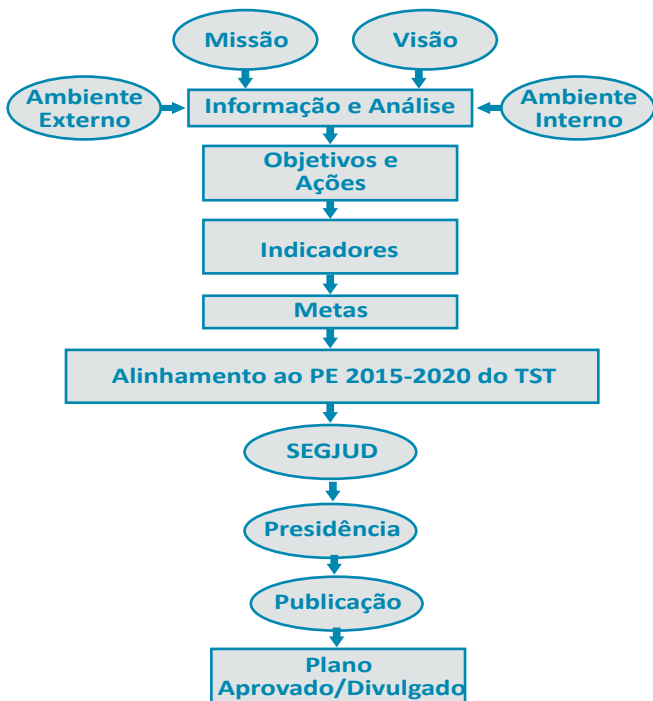 Missão
Visão
Ambiente
Externo
Informação e Análise
Ambiente
Interno
Objetivos e
Ações
Indicadores
Metas
Alinhamento ao PE 2015-2020 do TST
SEGJUD
Presidência
Publicação
Plano
Aprovado/Divulgado